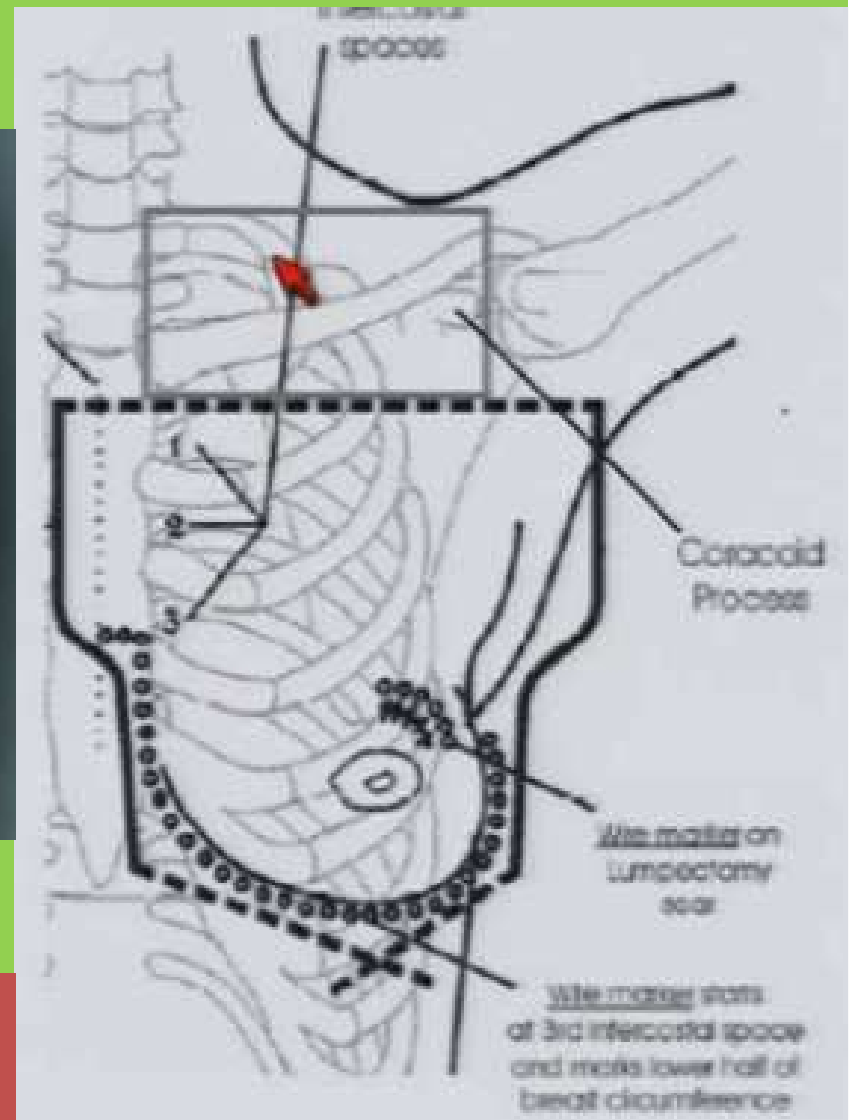 Intercostal
spaces
1
2
3
Coracoid
Process
Wire marker on
Lumpectomy
scar
Wire marker starts
at 3rd intercostal space
and marks lower half of
breast circumference